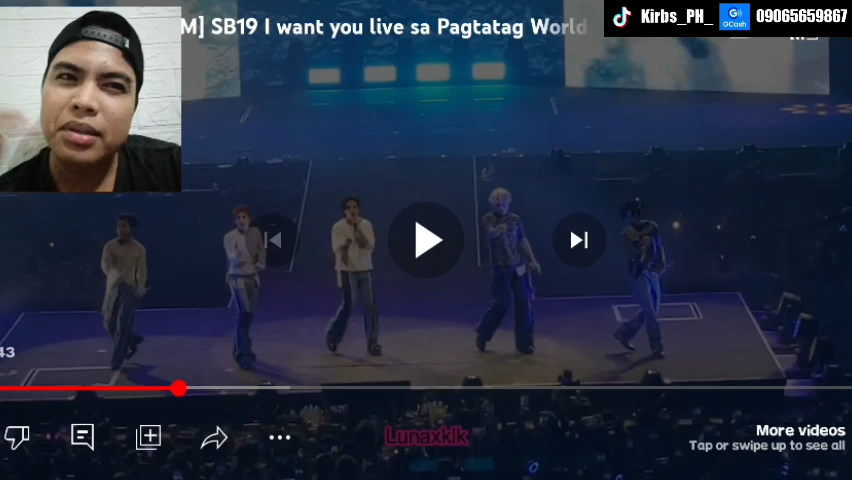 M] SB19 I want you live sa Pagtatag World
Kirbs_PH_ GCash 09065659867
43
Lunaxklk
More videos
Tap or swipe up to see all